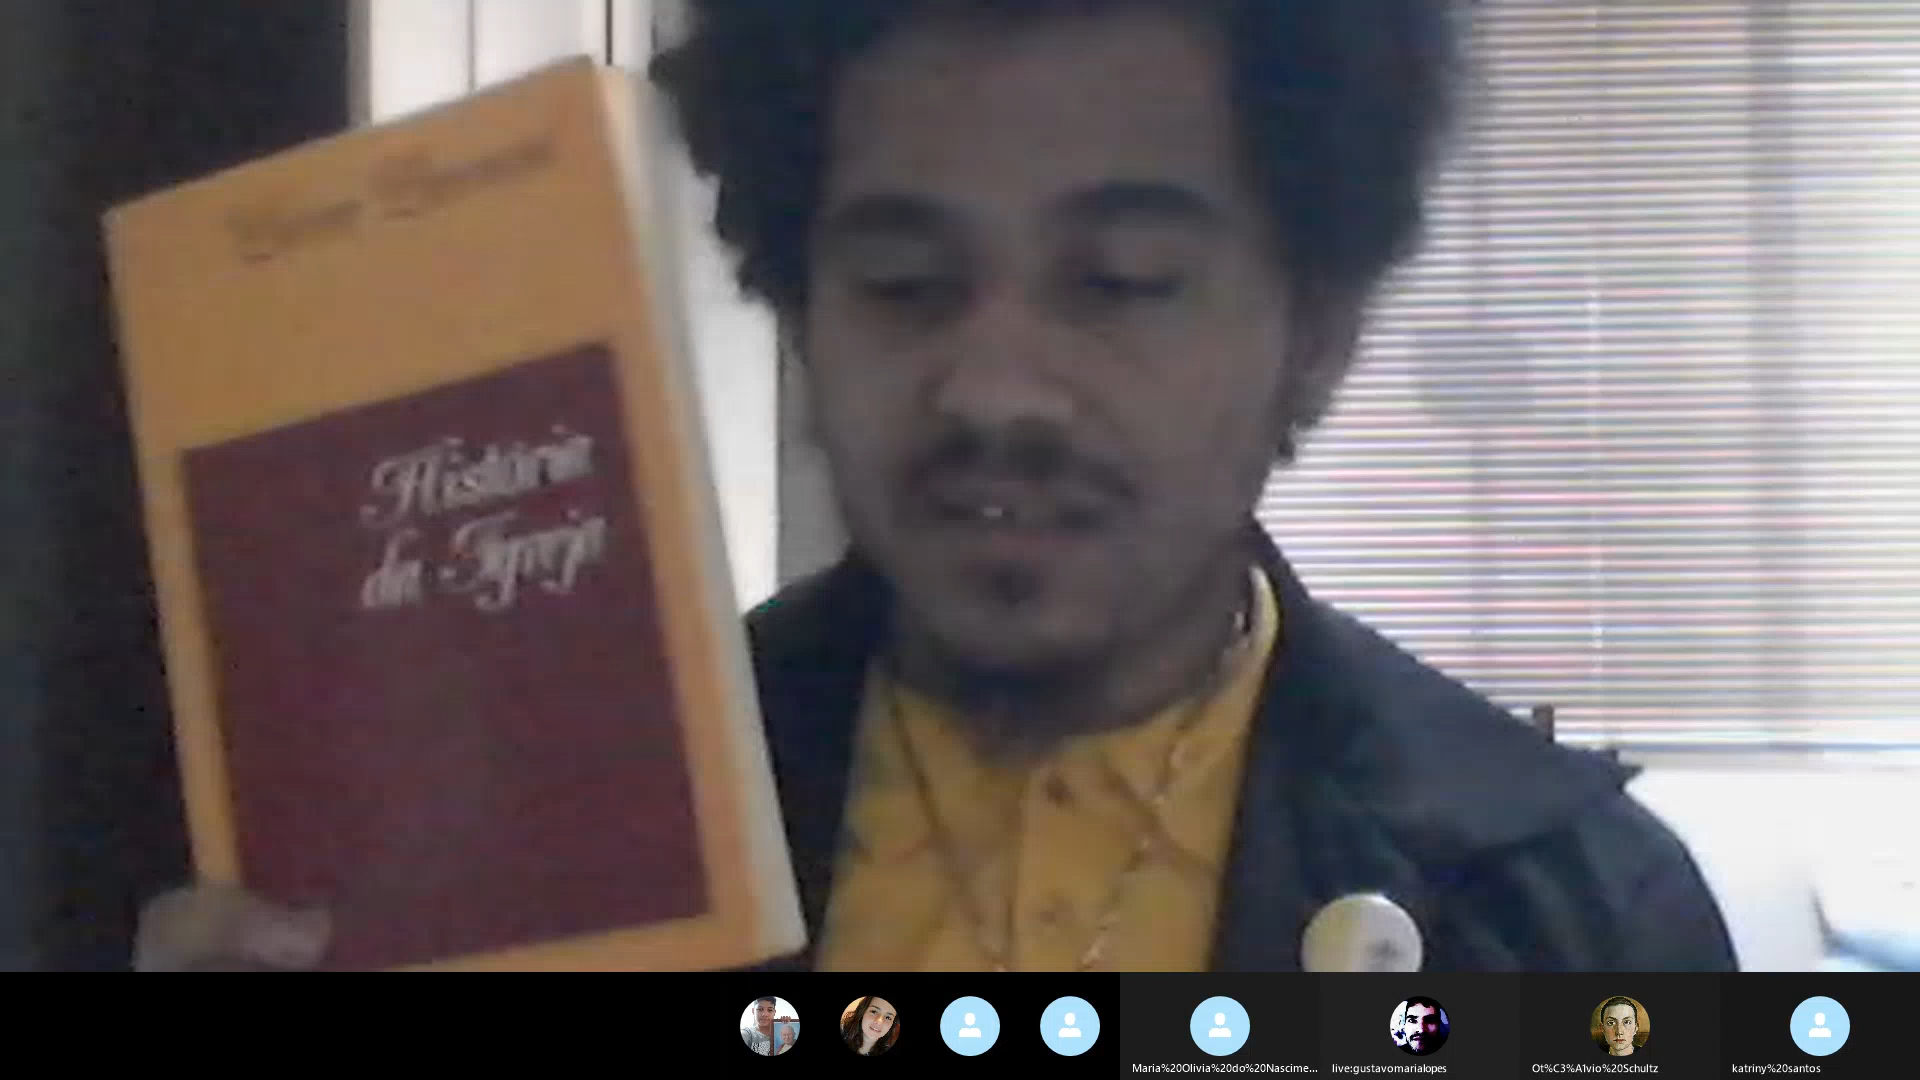 História
da Igreja
Maria%20Olivia%20do%20Nascime...
live:gustavomarialopes
Ot%C3%A1vio%20Schultz
katriny%20santos